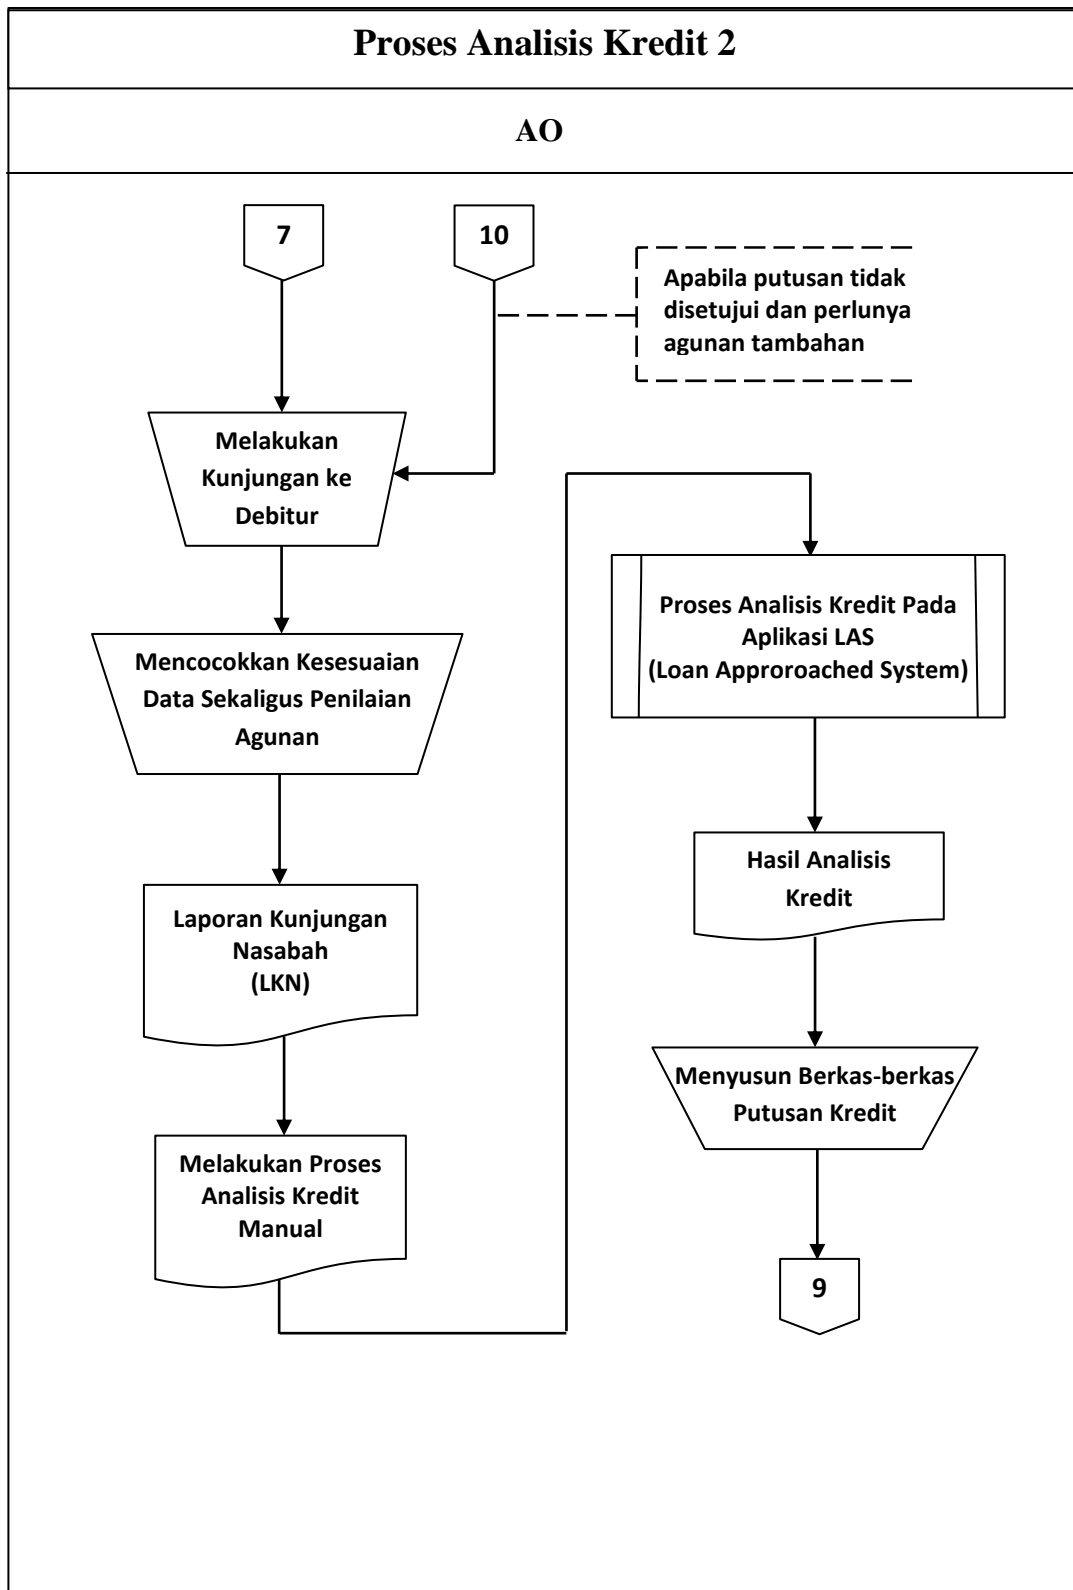 Proses Analisis Kredit 2
AO
7
10
Apabila putusan tidak
disetujui dan perlunya
agunan tambahan
Melakukan
Kunjungan ke
Debitur
Mencocokkan Kesesuaian
Data Sekaligus Penilaian
Agunan
Laporan Kunjungan
Nasabah
(LKN)
Melakukan Proses
Analisis Kredit
Manual
Proses Analisis Kredit Pada
Aplikasi LAS
(Loan Approroached System)
Hasil Analisis
Kredit
Menyusun Berkas-berkas
Putusan Kredit
9